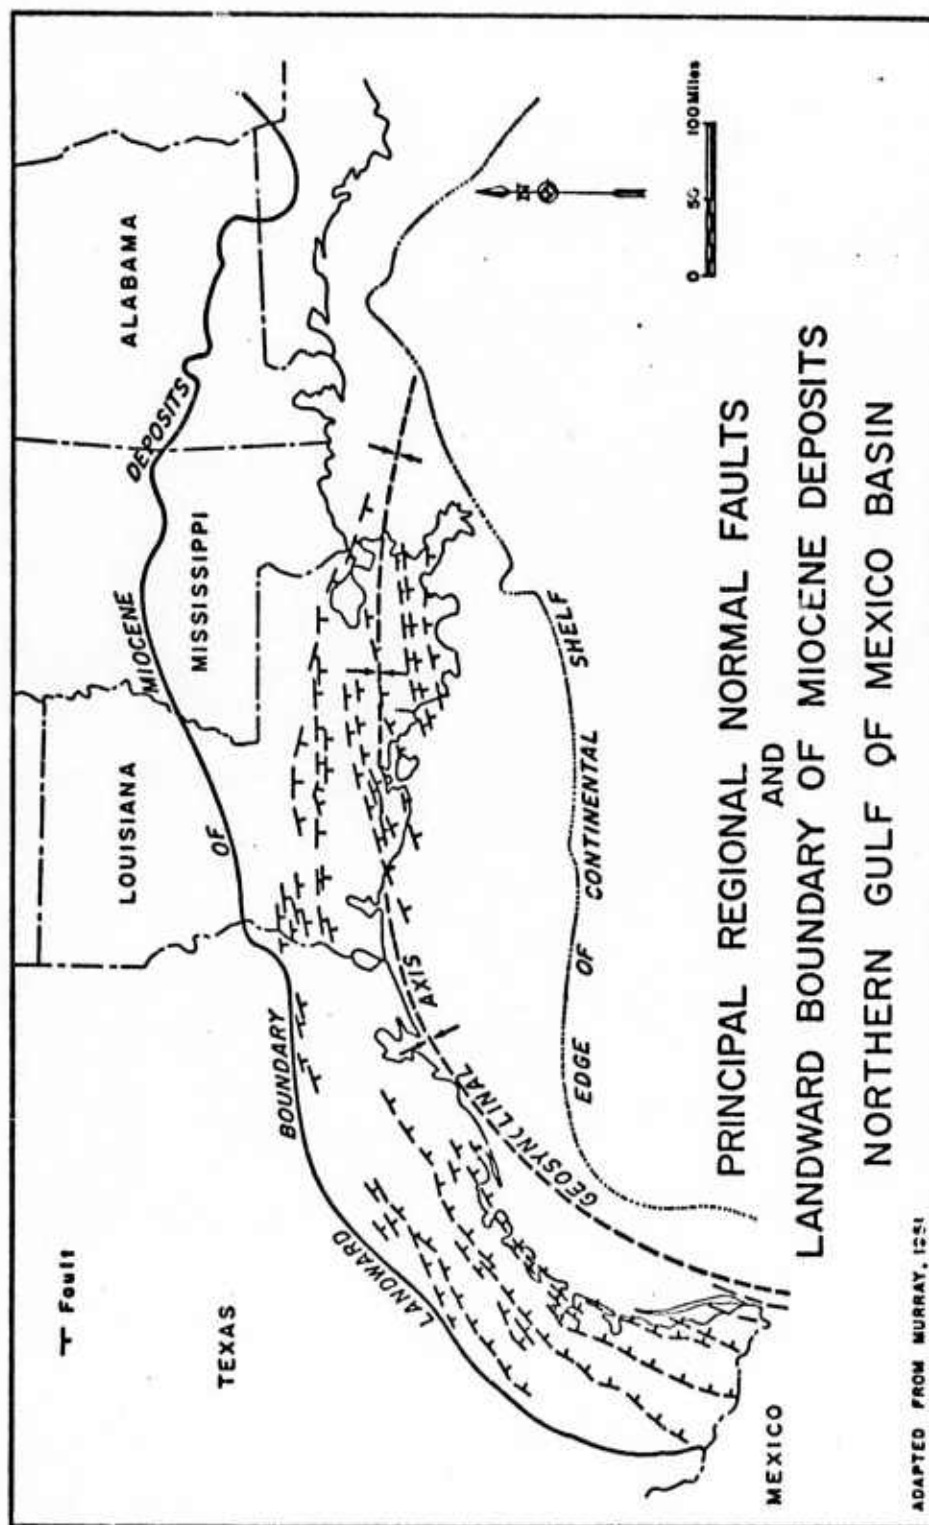 Fault
TEXAS
LOUISIANA
MISSISSIPPI
ALABAMA
MEXICO
LANDWARD BOUNDARY OF MIOCENE DEPOSITS
GEOSYNCLINAL AXIS
EDGE OF CONTINENTAL SHELF
N
0 50 100 Miles
PRINCIPAL REGIONAL NORMAL FAULTS
AND
LANDWARD BOUNDARY OF MIOCENE DEPOSITS
NORTHERN GULF OF MEXICO BASIN
ADAPTED FROM MURRAY, 1951